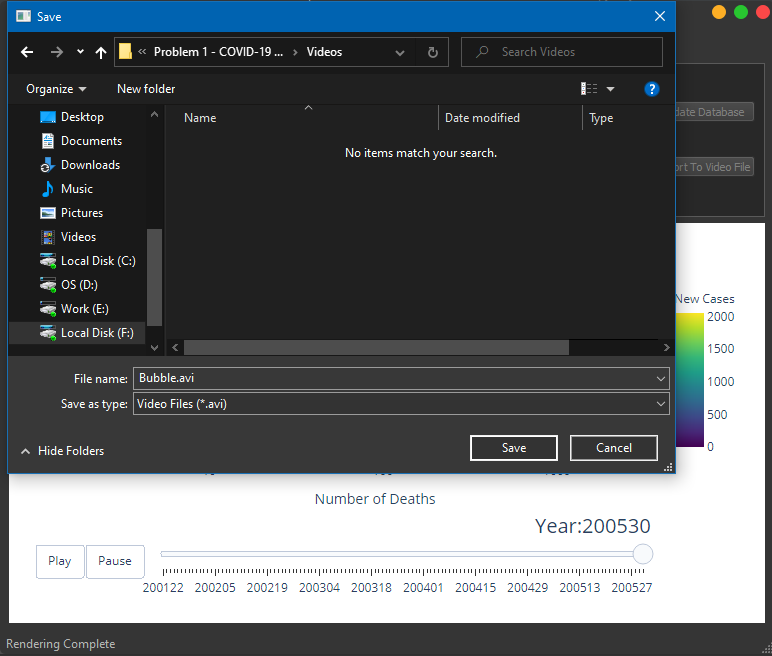 Save
Problem 1 - COVID-19 ... Videos
Search Videos
Organize
New folder
?
Name
Date modified
Type
No items match your search.
Desktop
Documents
Downloads
Music
Pictures
Videos
Local Disk (C:)
OS (D:)
Work (E:)
Local Disk (F:)
File name: Bubble.avi
Save as type: Video Files (*.avi)
Hide Folders
Save
Cancel
date Database
ort To Video File
New Cases
2000
1500
1000
500
0
Number of Deaths
Year:200530
Play
Pause
200122 200205 200219 200304 200318 200401 200415 200429 200513 200527
Rendering Complete